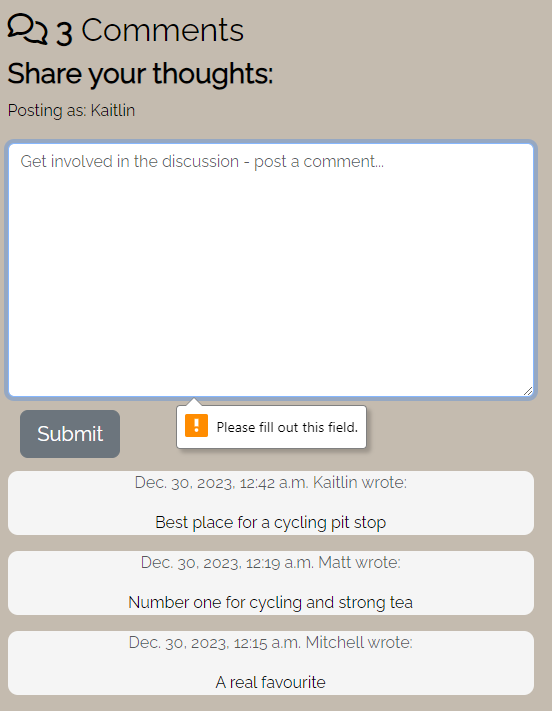 3 Comments
Share your thoughts:
Posting as: Kaitlin
Get involved in the discussion - post a comment...
Please fill out this field.
Submit
Dec. 30, 2023, 12:42 a.m. Kaitlin wrote:
Best place for a cycling pit stop
Dec. 30, 2023, 12:19 a.m. Matt wrote:
Number one for cycling and strong tea
Dec. 30, 2023, 12:15 a.m. Mitchell wrote:
A real favourite